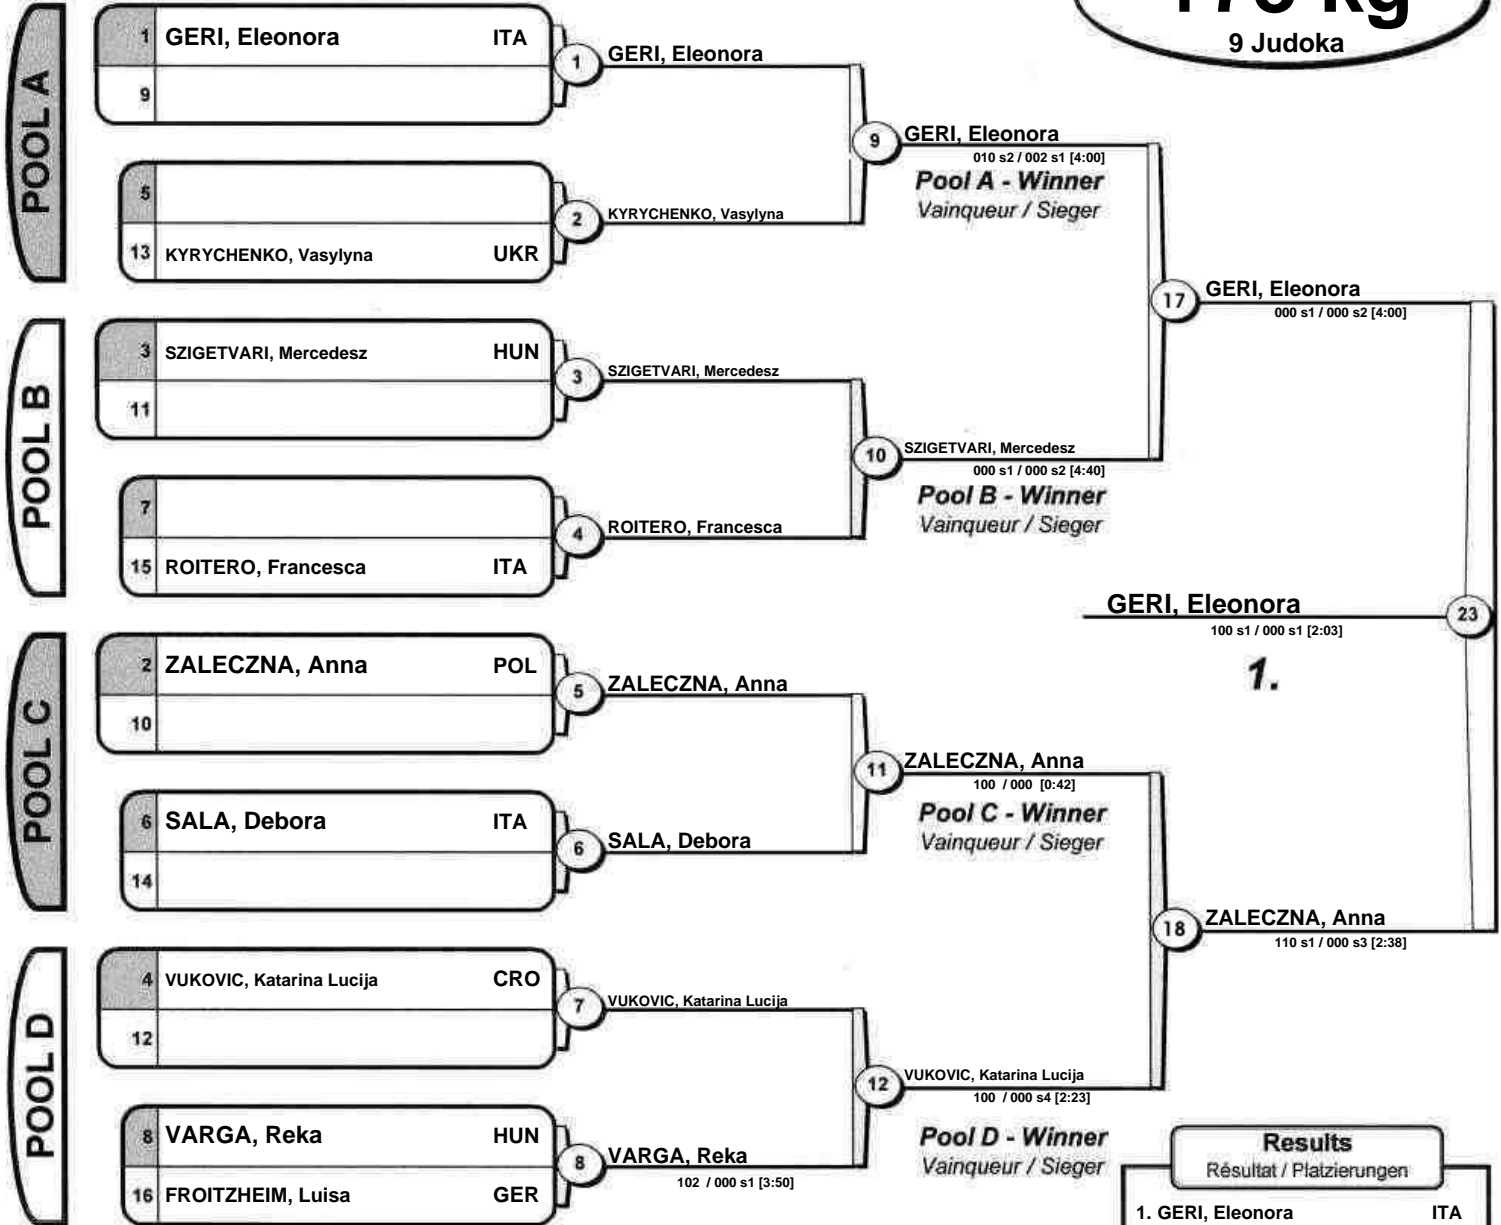 9 Judoka
POOL A
1 GERI, Eleonora ITA
9
1 GERI, Eleonora
5
13 KYRYCHENKO, Vasylyna UKR
2 KYRYCHENKO, Vasylyna
9 GERI, Eleonora
010 s2 / 002 s1 [4:00]
Pool A - Winner
Vainqueur / Sieger
POOL B
3 SZIGETVARI, Mercedesz HUN
11
3 SZIGETVARI, Mercedesz
7
15 ROITERO, Francesca ITA
4 ROITERO, Francesca
10 SZIGETVARI, Mercedesz
000 s1 / 000 s2 [4:40]
Pool B - Winner
Vainqueur / Sieger
17 GERI, Eleonora
000 s1 / 000 s2 [4:00]
GERI, Eleonora 23
100 s1 / 000 s1 [2:03]
1.
POOL C
2 ZALECZNA, Anna POL
10
5 ZALECZNA, Anna
6 SALA, Debora ITA
14
6 SALA, Debora
11 ZALECZNA, Anna
100 / 000 [0:42]
Pool C - Winner
Vainqueur / Sieger
18 ZALECZNA, Anna
110 s1 / 000 s3 [2:38]
POOL D
4 VUKOVIC, Katarina Lucija CRO
12
7 VUKOVIC, Katarina Lucija
8 VARGA, Reka HUN
16 FROITZHEIM, Luisa GER
8 VARGA, Reka
102 / 000 s1 [3:50]
12 VUKOVIC, Katarina Lucija
100 / 000 s4 [2:23]
Pool D - Winner
Vainqueur / Sieger
Results
Résultat / Platzierungen
1. GERI, Eleonora ITA